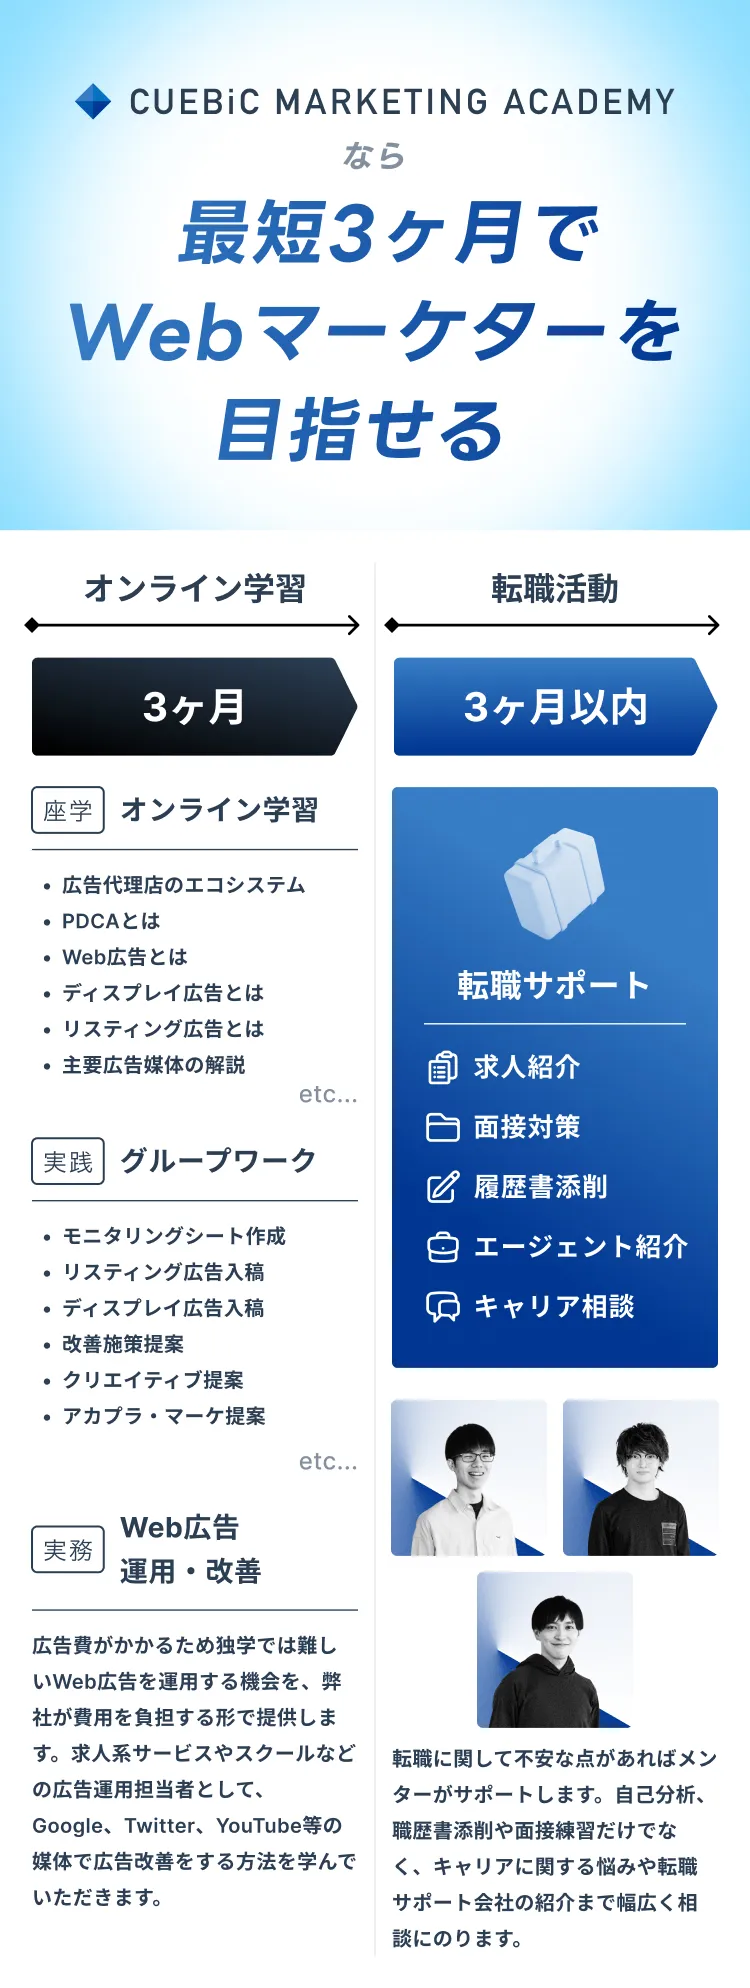 CUEBiC MARKETING ACADEMY
なら
最短3ヶ月で
Webマーケターを
目指せる
オンライン学習
3ヶ月
座学 オンライン学習
• 広告代理店のエコシステム
• PDCAとは
• Web広告とは
• ディスプレイ広告とは
• リスティング広告とは
• 主要広告媒体の解説
etc...
実践 グループワーク
• モニタリングシート作成
• リスティング広告入稿
• ディスプレイ広告入稿
• 改善施策提案
• クリエイティブ提案
• アカプラ・マーケ提案
etc...
実務 Web広告
運用・改善
広告費がかかるため独学では難し
いWeb広告を運用する機会を、弊
社が費用を負担する形で提供しま
す。求人系サービスやスクールなど
の広告運用担当者として、
Google、Twitter、YouTube等の
媒体で広告改善をする方法を学んで
いただきます。
転職活動
3ヶ月以内
転職サポート
求人紹介
面接対策
履歴書添削
エージェント紹介
キャリア相談
転職に関して不安な点があればメン
ターがサポートします。自己分析、
職歴書添削や面接練習だけでな
く、キャリアに関する悩みや転職
サポート会社の紹介まで幅広く相
談にのります。